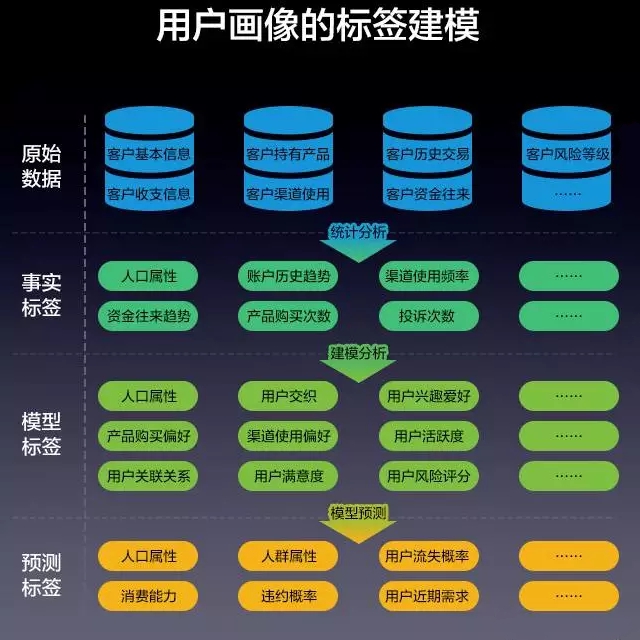 用户画像的标签建模
原始
数据
客户基本信息
客户持有产品
客户历史交易
客户风险等级
客户收支信息
客户渠道使用
客户资金往来
……
统计分析
事实
标签
人口属性
账户历史趋势
渠道使用频率
……
资金往来趋势
产品购买次数
投诉次数
……
建模分析
模型
标签
人口属性
用户交织
用户兴趣爱好
……
产品购买偏好
渠道使用偏好
用户活跃度
……
用户关联关系
用户满意度
用户风险评分
……
模型预测
预测
标签
人口属性
人群属性
用户流失概率
……
消费能力
违约概率
用户近期需求
……